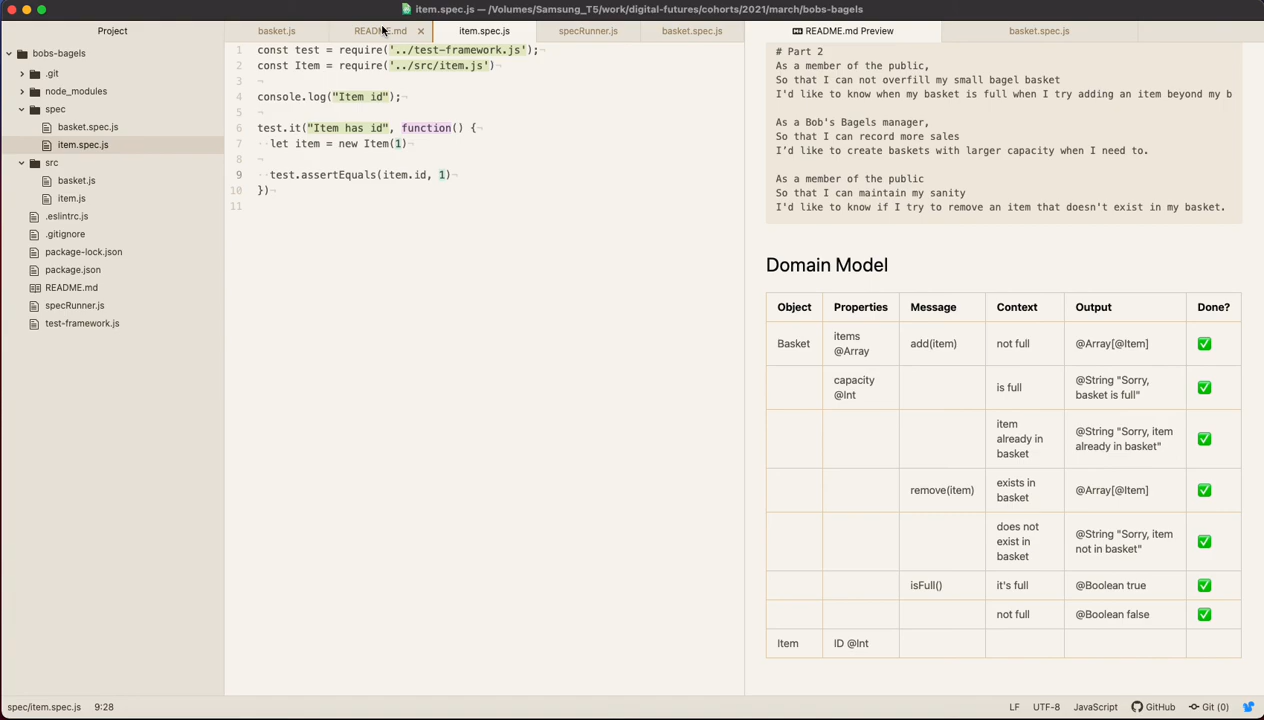 item.spec.js — /Volumes/Samsung_T5/work/digital-futures/cohorts/2021/march/bobs-bagels
Project
bobs-bagels
.git
node_modules
spec
basket.spec.js
item.spec.js
src
basket.js
item.js
.eslintrc.js
.gitignore
package-lock.json
package.json
README.md
specRunner.js
test-framework.js
basket.js
README.md
item.spec.js
specRunner.js
basket.spec.js
1 const test = require('../test-framework.js');¬
2 const Item = require('../src/item.js')¬
3 ¬
4 console.log("Item id");¬
5 ¬
6 test.it("Item has id", function() {¬
7 ··let item = new Item(1)¬
8 ¬
9 ··test.assertEquals(item.id, 1)¬
10 })¬
11
README.md Preview
basket.spec.js
# Part 2
As a member of the public,
So that I can not overfill my small bagel basket
I'd like to know when my basket is full when I try adding an item beyond my b
As a Bob's Bagels manager,
So that I can record more sales
I’d like to create baskets with larger capacity when I need to.
As a member of the public
So that I can maintain my sanity
I'd like to know if I try to remove an item that doesn't exist in my basket.
Domain Model
Object Properties Message Context Output Done?
Basket items @Array add(item) not full @Array[@Item] ✅
capacity @Int is full @String "Sorry, basket is full" ✅
item already in basket @String "Sorry, item already in basket" ✅
remove(item) exists in basket @Array[@Item] ✅
does not exist in basket @String "Sorry, item not in basket" ✅
isFull() it's full @Boolean true ✅
not full @Boolean false ✅
Item ID @Int
spec/item.spec.js 9:28
LF UTF-8 JavaScript GitHub Git (0)